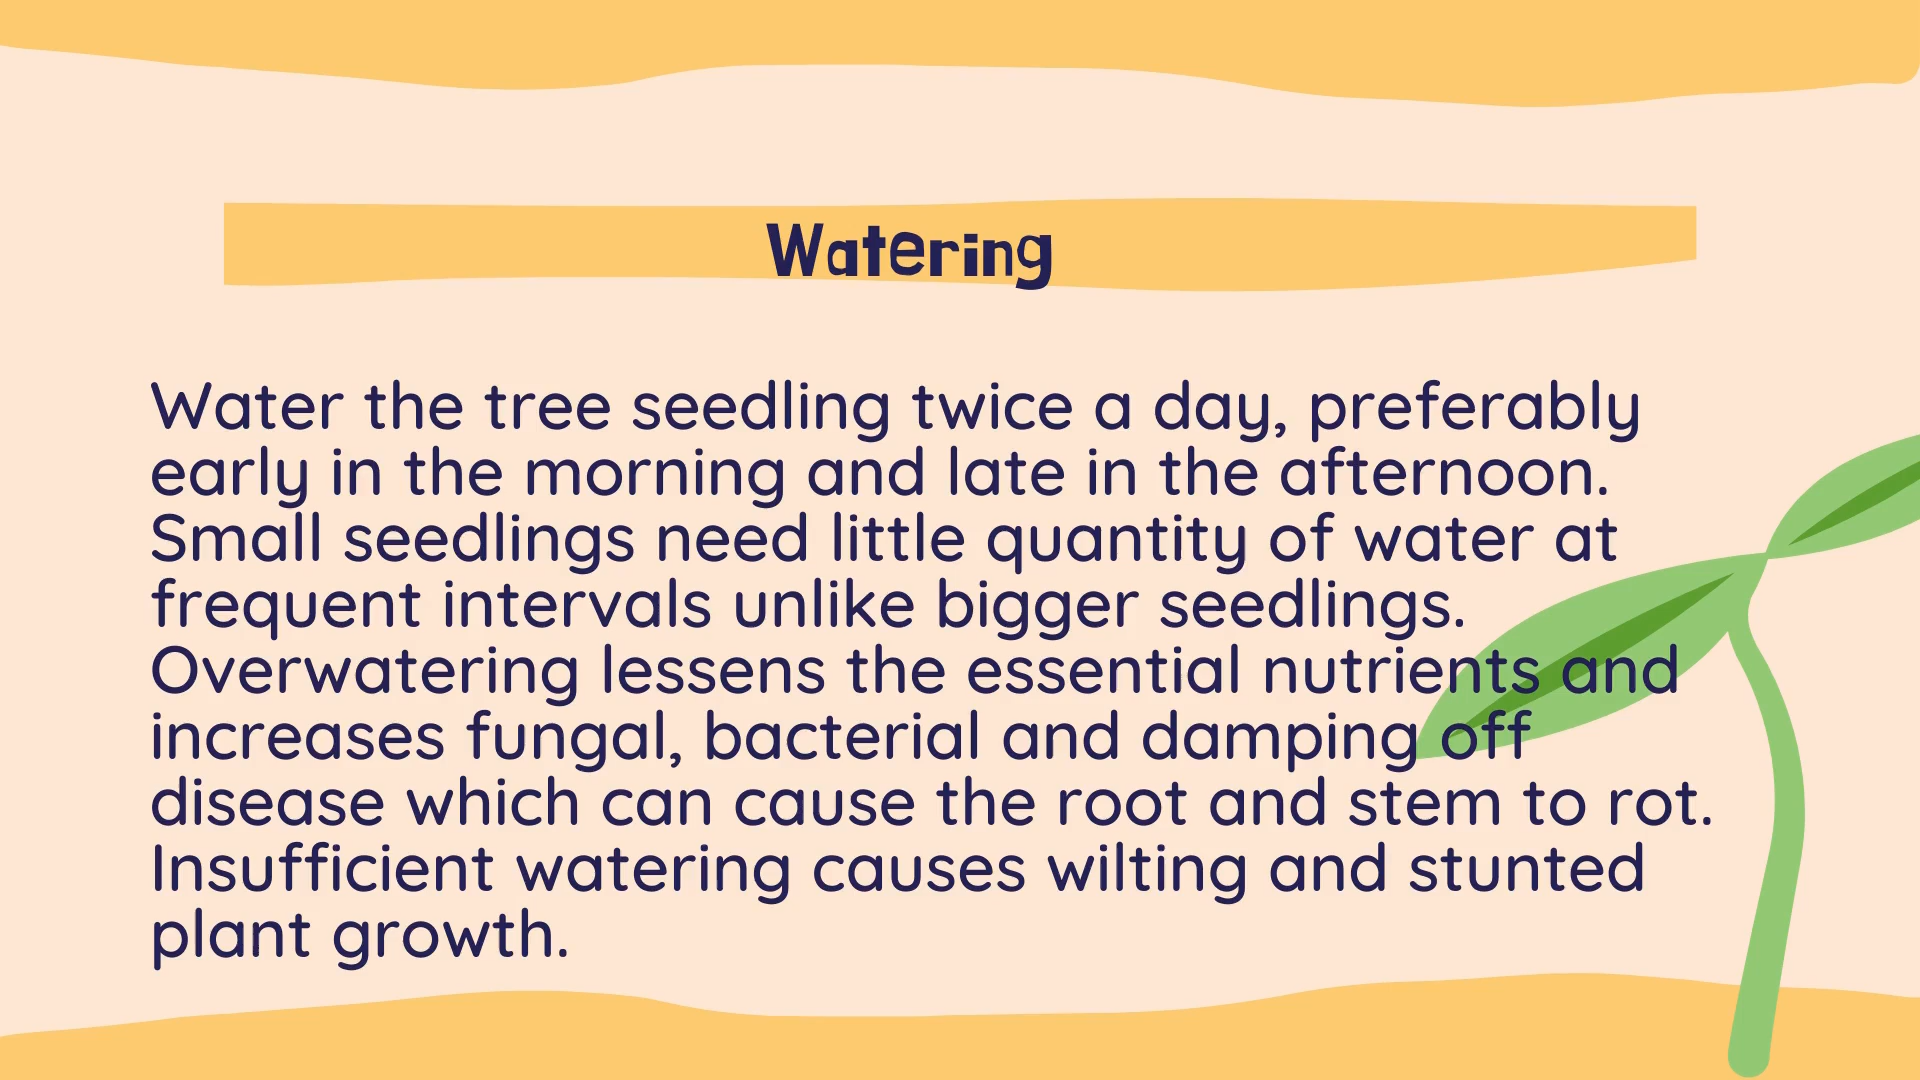 Watering
Water the tree seedling twice a day, preferably
early in the morning and late in the afternoon.
Small seedlings need little quantity of water at
frequent intervals unlike bigger seedlings.
Overwatering lessens the essential nutrients and
increases fungal, bacterial and damping off
disease which can cause the root and stem to rot.
Insufficient watering causes wilting and stunted
plant growth.